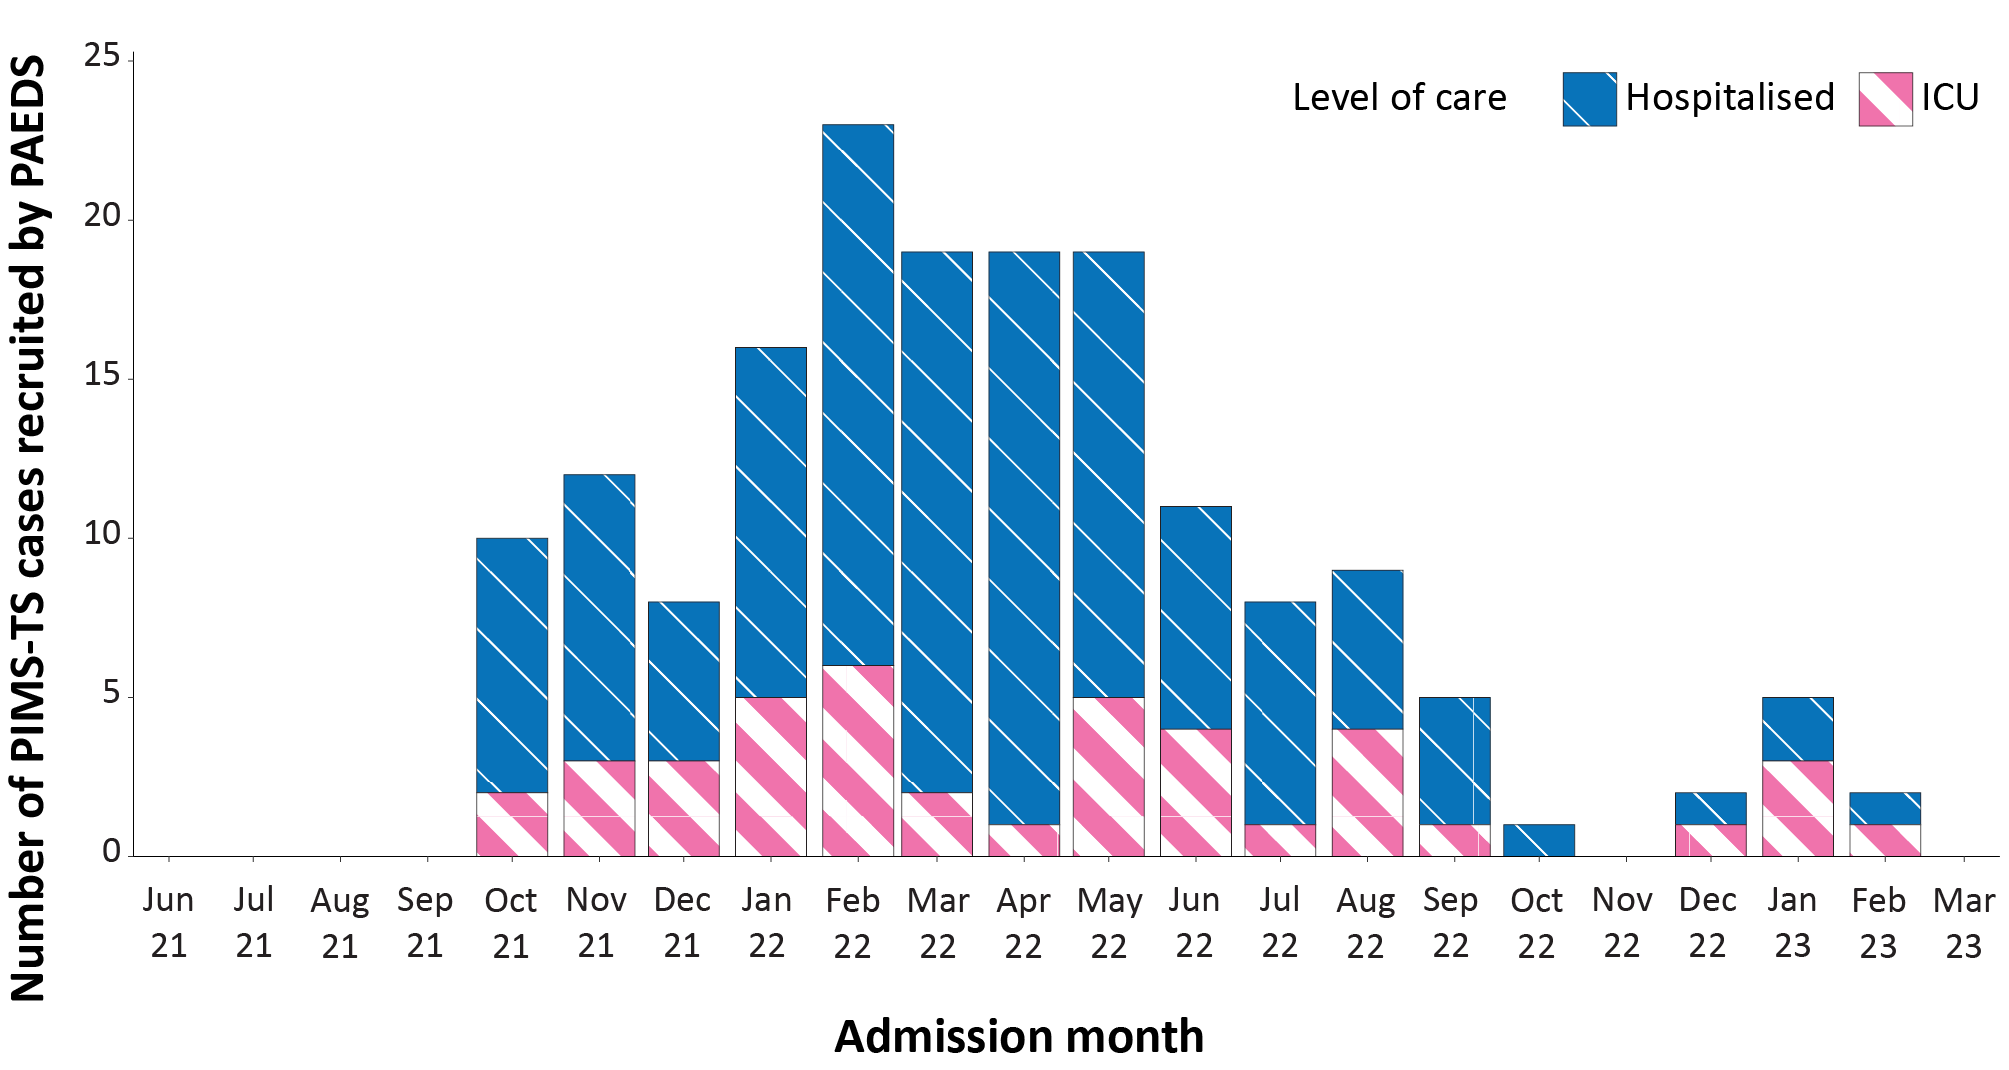 Number of PIMS-TS cases recruited by PAEDS
25
20
15
10
5
0
Level of care Hospitalised ICU
Jun Jul Aug Sep Oct Nov Dec Jan Feb Mar Apr May Jun Jul Aug Sep Oct Nov Dec Jan Feb Mar
21 21 21 21 21 21 21 22 22 22 22 22 22 22 22 22 22 22 22 23 23 23
Admission month